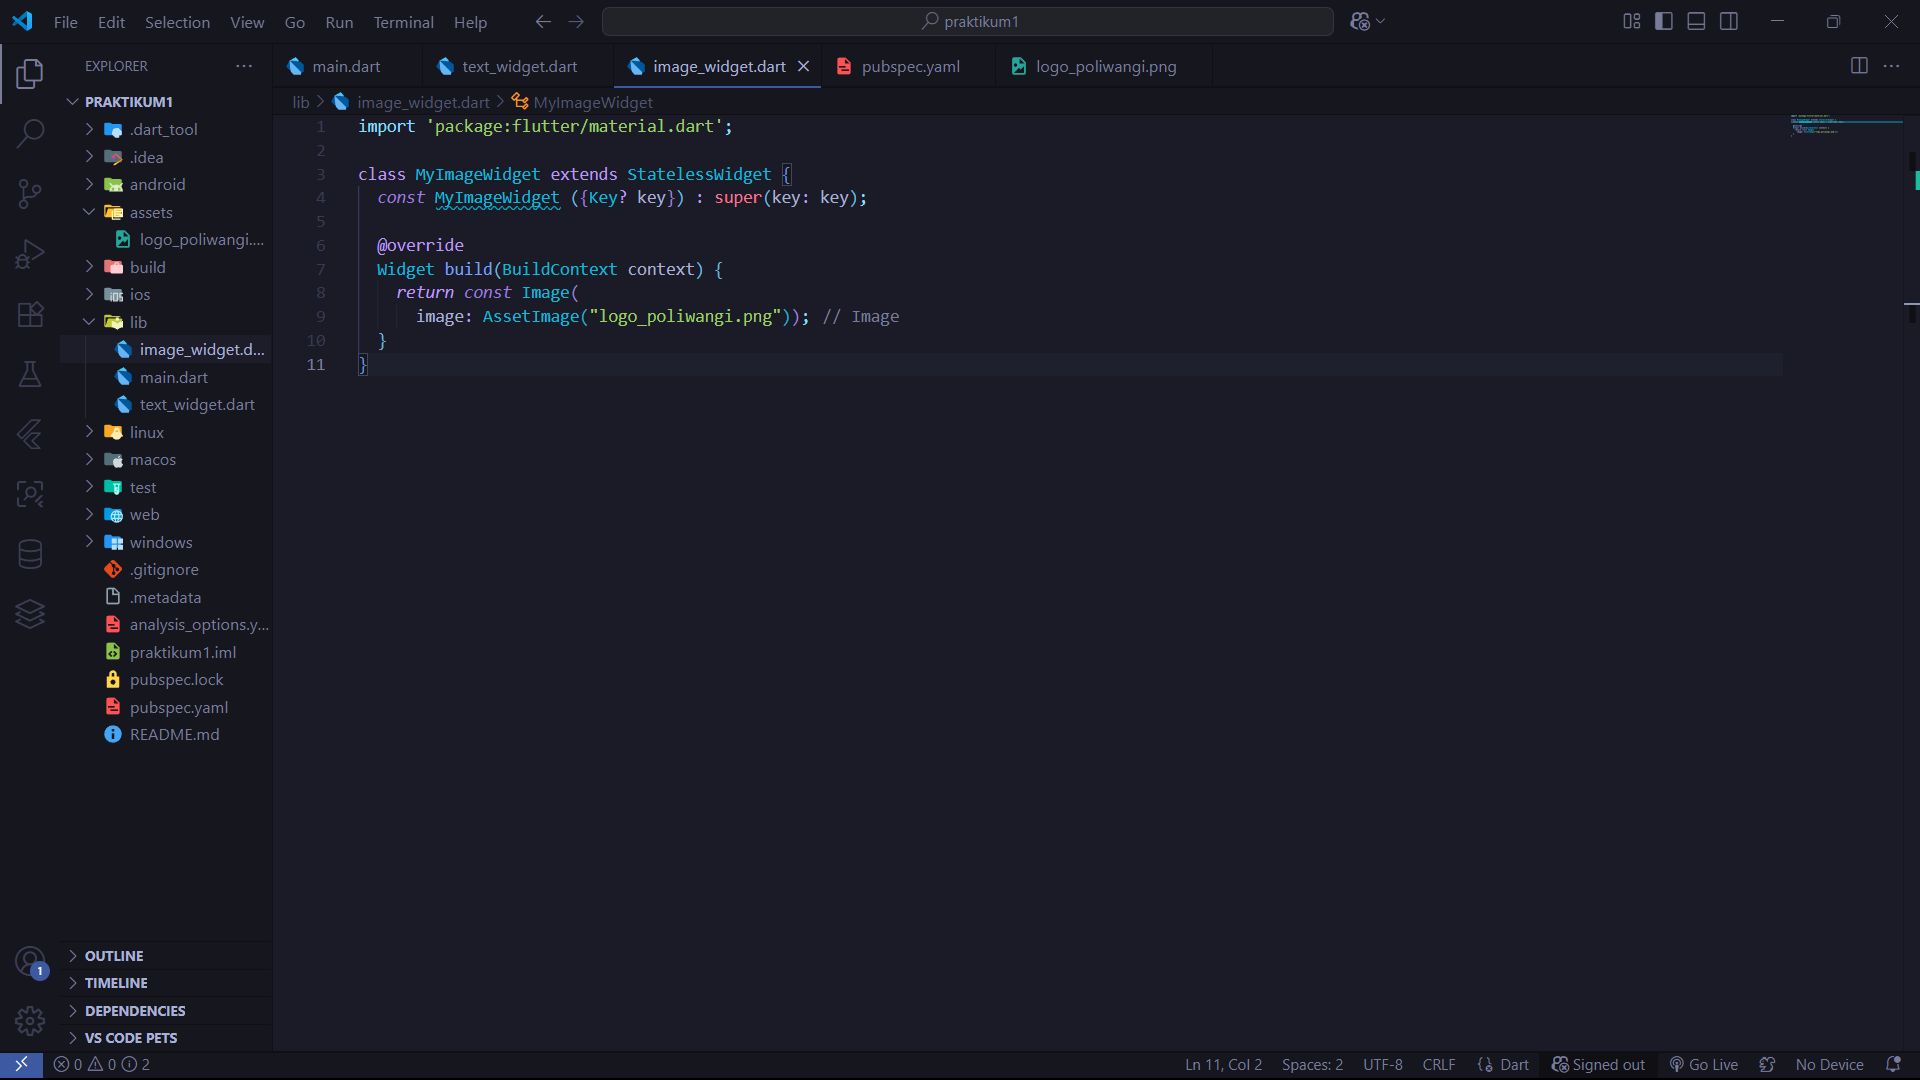 File Edit Selection View Go Run Terminal Help
praktikum1
EXPLORER
main.dart
text_widget.dart
image_widget.dart
pubspec.yaml
logo_poliwangi.png
lib > image_widget.dart > MyImageWidget
PRAKTIKUM1
.dart_tool
.idea
android
assets
logo_poliwangi....
build
ios
lib
image_widget.d...
main.dart
text_widget.dart
linux
macos
test
web
windows
.gitignore
.metadata
analysis_options.y...
praktikum1.iml
pubspec.lock
pubspec.yaml
README.md
OUTLINE
TIMELINE
DEPENDENCIES
VS CODE PETS
1 import 'package:flutter/material.dart';
2
3 class MyImageWidget extends StatelessWidget {
4 const MyImageWidget ({Key? key}) : super(key: key);
5
6 @override
7 Widget build(BuildContext context) {
8 return const Image(
9 image: AssetImage("logo_poliwangi.png")); // Image
10 }
11 }
1
0 0 2
Ln 11, Col 2 Spaces: 2 UTF-8 CRLF Dart Signed out Go Live No Device